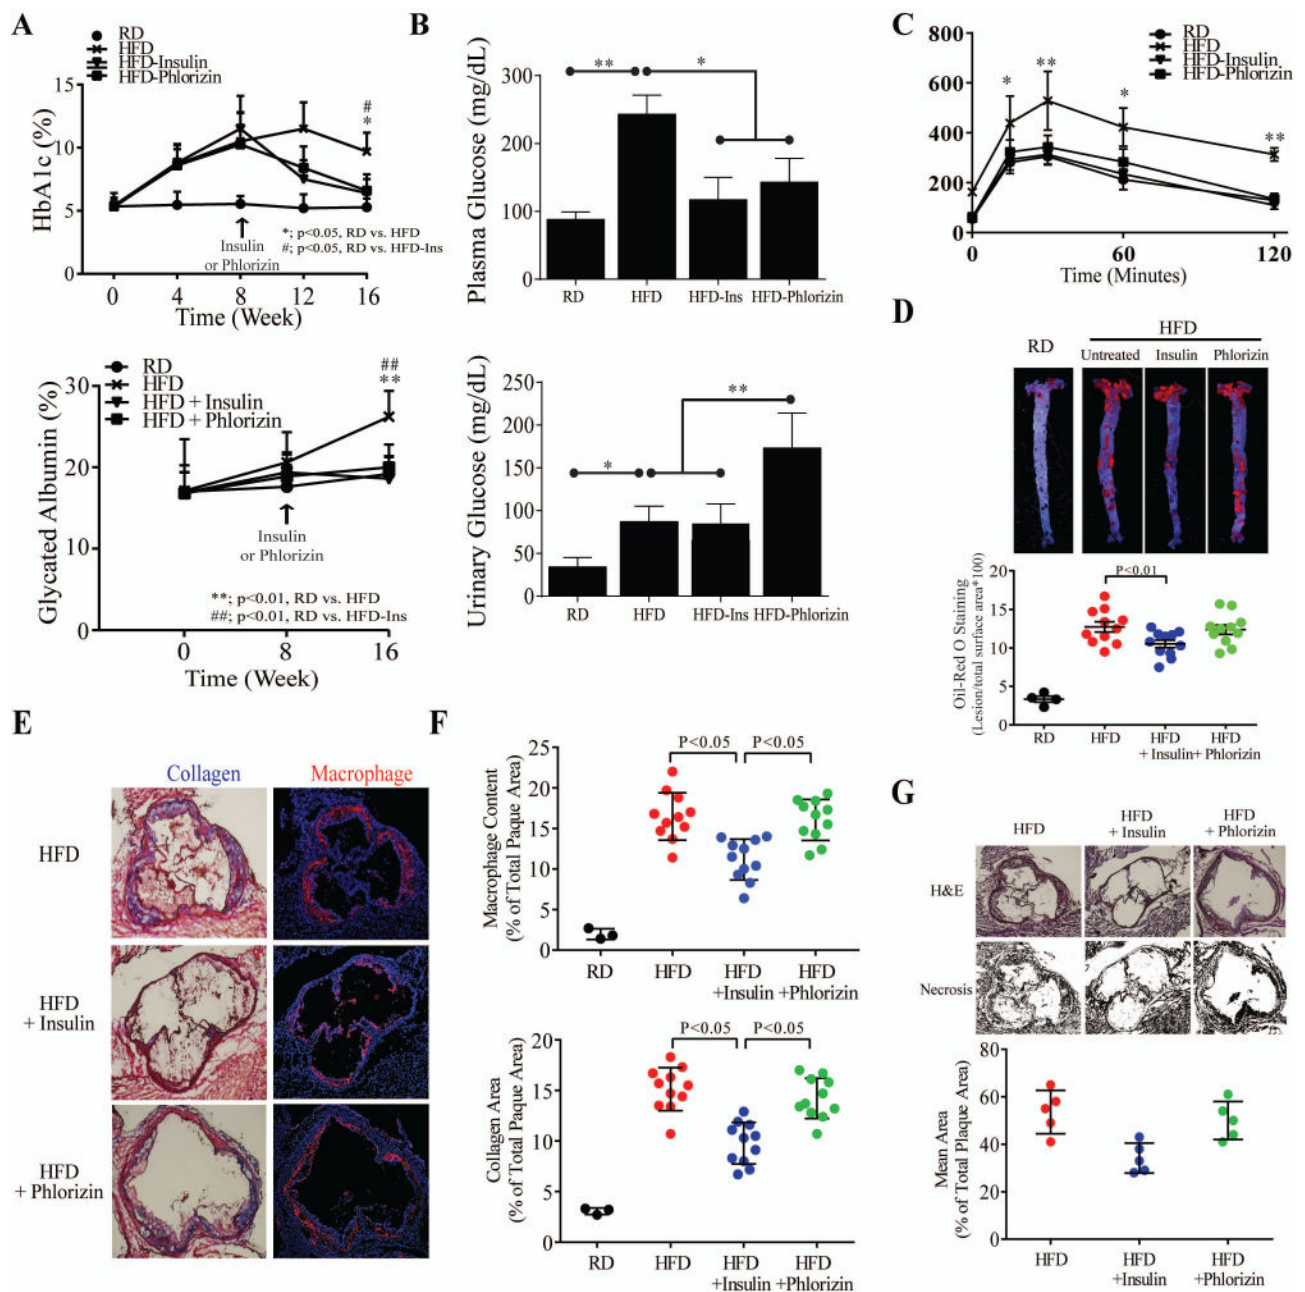 A
RD
HFD
HFD-Insulin
HFD-Phlorizin
HbA1c (%)
15
10
5
0
#
*
Insulin
or Phlorizin
*; p<0.05, RD vs. HFD
#; p<0.05, RD vs. HFD-Ins
0 4 8 12 16
Time (Week)
RD
HFD
HFD + Insulin
HFD + Phlorizin
Glycated Albumin (%)
30
20
10
0
##
**
Insulin
or Phlorizin
**; p<0.01, RD vs. HFD
##; p<0.01, RD vs. HFD-Ins
0 8 16
Time (Week)
B
Plasma Glucose (mg/dL)
300
200
100
0
** *
RD HFD HFD-Ins HFD-Phlorizin
Urinary Glucose (mg/dL)
250
200
150
100
50
0
* **
RD HFD HFD-Ins HFD-Phlorizin
C
RD
HFD
HFD-Insulin
HFD-Phlorizin
800
600
400
200
0
* ** * **
0 60 120
Time (Minutes)
D
HFD
RD Untreated Insulin Phlorizin
Oil-Red O Staining
(Lesion/total surface area*100)
15
10
5
0
P<0.01
RD HFD HFD HFD
+ Insulin + Phlorizin
E
Collagen Macrophage
HFD
HFD
+ Insulin
HFD
+ Phlorizin
F
Macrophage Content
(% of Total Paque Area)
25
20
15
10
5
0
P<0.05 P<0.05
RD HFD HFD HFD
+Insulin +Phlorizin
Collagen Area
(% of Total Paque Area)
20
15
10
5
0
P<0.05 P<0.05
RD HFD HFD HFD
+Insulin +Phlorizin
G
HFD HFD HFD
+ Insulin + Phlorizin
H&E
Necrosis
Mean Area
(% of Total Plaque Area)
80
60
40
20
0
HFD HFD HFD
+Insulin +Phlorizin